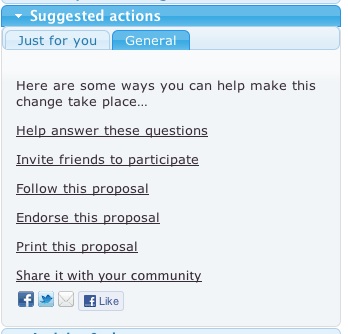 Suggested actions
Just for you General
Here are some ways you can help make this
change take place...
Help answer these questions
Invite friends to participate
Follow this proposal
Endorse this proposal
Print this proposal
Share it with your community
Like